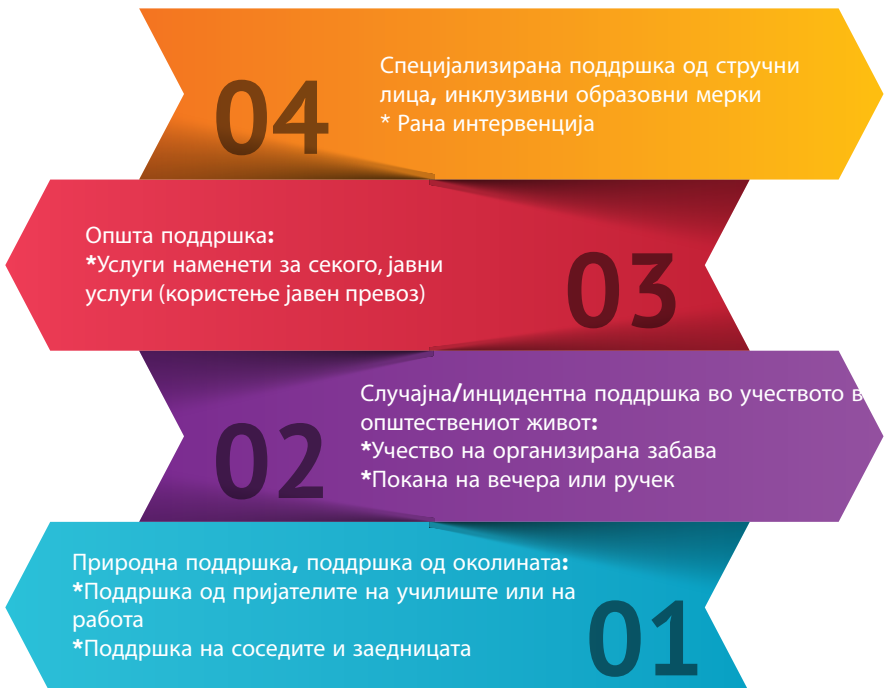 04
Специјализирана поддршка од стручни
лица, инклузивни образовни мерки
* Рана интервенција
Општа поддршка:
*Услуги наменети за секого, јавни
услуги (користење јавен превоз)
03
02
Случајна/инцидентна поддршка во учеството в
општествениот живот:
*Учество на организирана забава
*Покана на вечера или ручек
Природна поддршка, поддршка од околината:
*Поддршка од пријателите на училиште или на
работа
*Поддршка на соседите и заедницата
01